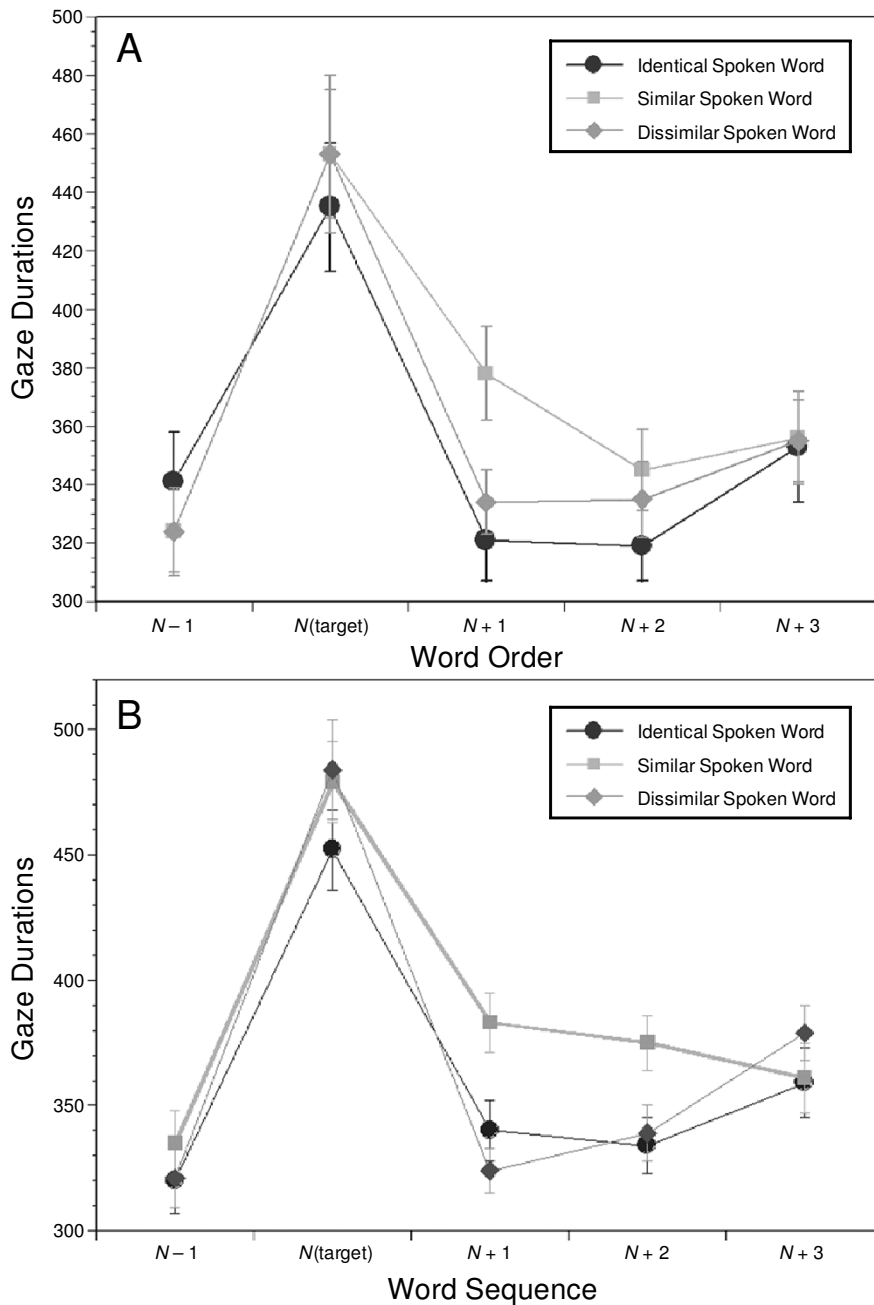 A
Identical Spoken Word
Similar Spoken Word
Dissimilar Spoken Word
Gaze Durations
500
480
460
440
420
400
380
360
340
320
300
N – 1
N(target)
N + 1
N + 2
N + 3
Word Order
B
Identical Spoken Word
Similar Spoken Word
Dissimilar Spoken Word
Gaze Durations
500
450
400
350
300
N – 1
N(target)
N + 1
N + 2
N + 3
Word Sequence